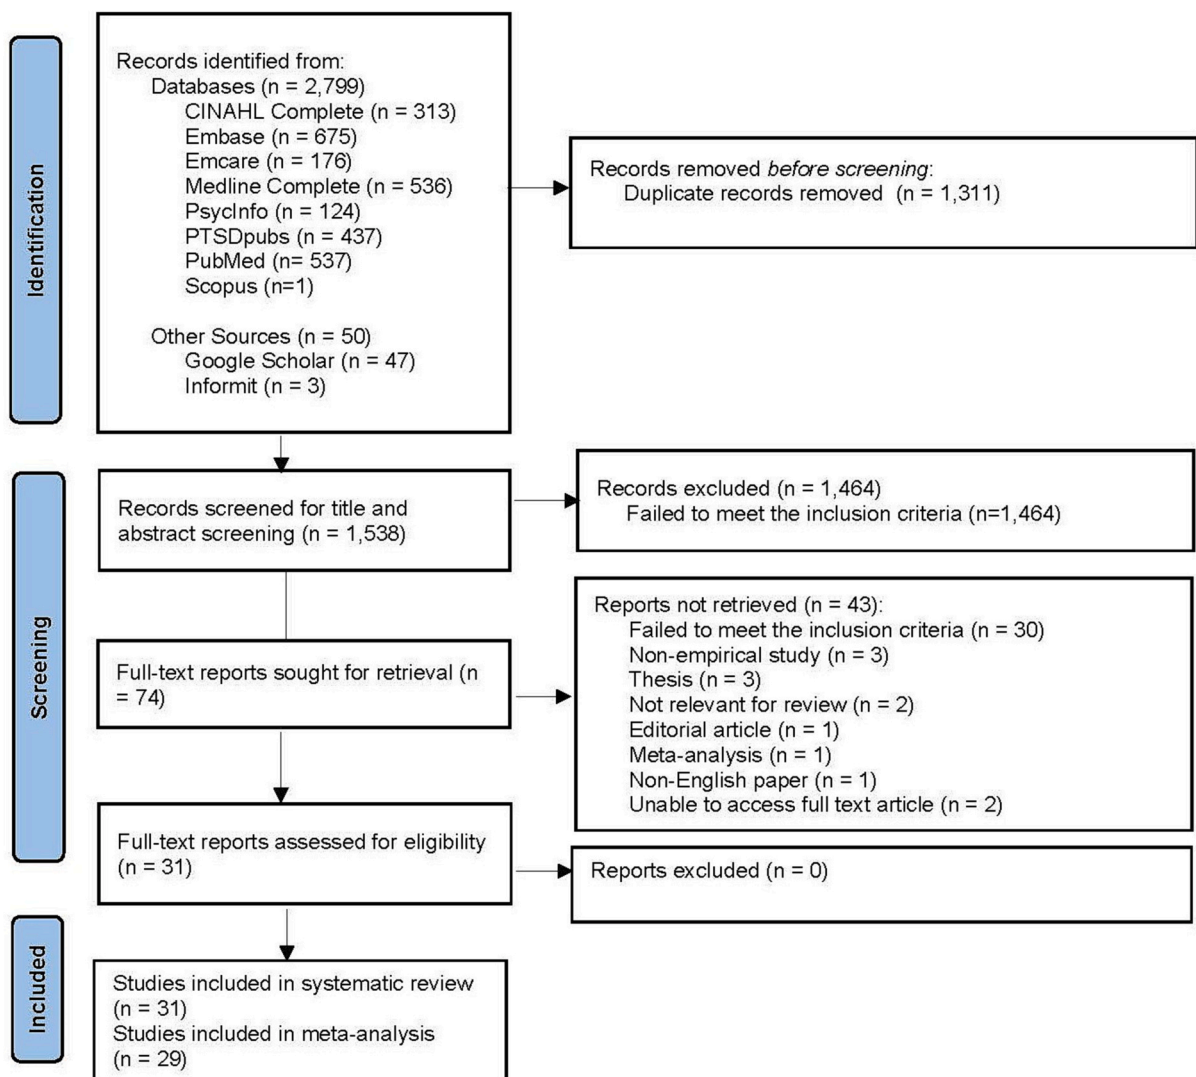 Identification
Records identified from:
Databases (n = 2,799)
CINAHL Complete (n = 313)
Embase (n = 675)
Emcare (n = 176)
Medline Complete (n = 536)
PsycInfo (n = 124)
PTSDpubs (n = 437)
PubMed (n= 537)
Scopus (n=1)
Other Sources (n = 50)
Google Scholar (n = 47)
Informit (n = 3)
Records removed before screening:
Duplicate records removed (n = 1,311)
Screening
Records screened for title and
abstract screening (n = 1,538)
Records excluded (n = 1,464)
Failed to meet the inclusion criteria (n=1,464)
Full-text reports sought for retrieval (n
= 74)
Reports not retrieved (n = 43):
Failed to meet the inclusion criteria (n = 30)
Non-empirical study (n = 3)
Thesis (n = 3)
Not relevant for review (n = 2)
Editorial article (n = 1)
Meta-analysis (n = 1)
Non-English paper (n = 1)
Unable to access full text article (n = 2)
Full-text reports assessed for eligibility
(n = 31)
Reports excluded (n = 0)
Included
Studies included in systematic review
(n = 31)
Studies included in meta-analysis
(n = 29)